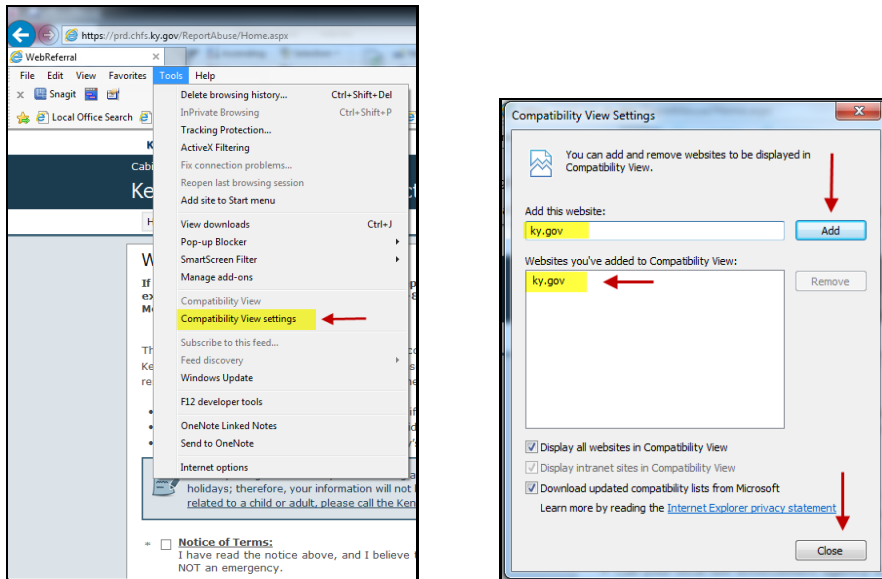 https://prd.chfs.ky.gov/ReportAbuse/Home.aspx
WebReferral
File Edit View Favorites Tools Help
Snagit
Local Office Search
Delete browsing history... Ctrl+Shift+Del
InPrivate Browsing Ctrl+Shift+P
Tracking Protection...
ActiveX Filtering
Fix connection problems...
Reopen last browsing session
Add site to Start menu
View downloads Ctrl+J
Pop-up Blocker
SmartScreen Filter
Manage add-ons
Compatibility View
Compatibility View settings
Subscribe to this feed...
Feed discovery
Windows Update
F12 developer tools
OneNote Linked Notes
Send to OneNote
Internet options
K
Cabi
Ke
H
W
If
ex
M
Th
Ke
re
holidays; therefore, your information will not
related to a child or adult, please call the Ken
* Notice of Terms:
I have read the notice above, and I believe t
NOT an emergency.
Compatibility View Settings
You can add and remove websites to be displayed in
Compatibility View.
Add this website:
ky.gov Add
Websites you've added to Compatibility View:
ky.gov Remove
Display all websites in Compatibility View
Display intranet sites in Compatibility View
Download updated compatibility lists from Microsoft
Learn more by reading the Internet Explorer privacy statement
Close